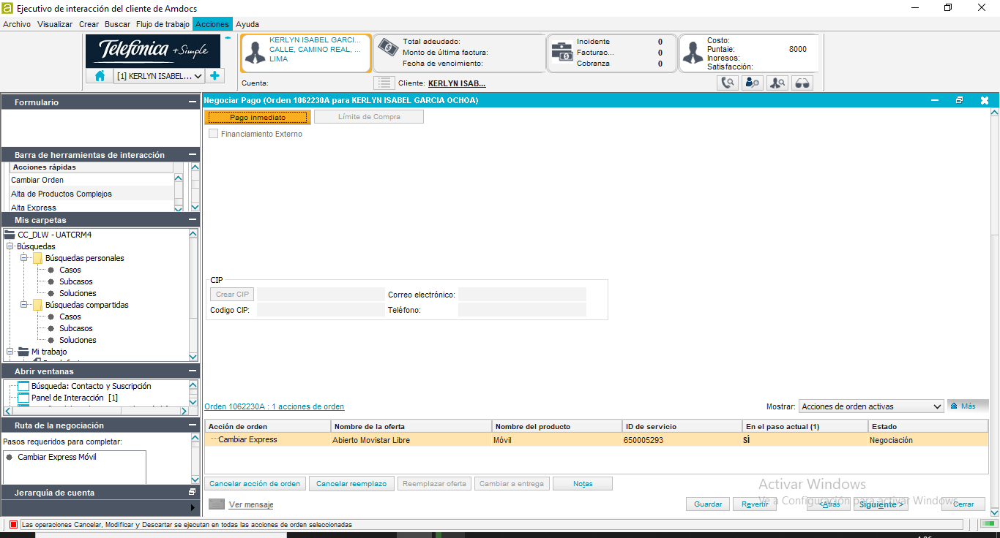 Ejecutivo de interacción del cliente de Amdocs
Archivo Visualizar Crear Buscar Flujo de trabajo Acciones Ayuda
Telefónica +Simple
[1] KERLYN ISABEL...
KERLYN ISABEL GARCI...
CALLE, CAMINO REAL, ...
LIMA
Total adeudado:
Monto de última factura:
Fecha de vencimiento:
Incidente 0
Facturac... 0
Cobranza 0
Costo:
Puntaie: 8000
Ingresos:
Satisfacción:
Cuenta:
Cliente: KERLYN ISAB...
Formulario
Barra de herramientas de interacción
Acciones rápidas
Cambiar Orden
Alta de Productos Complejos
Alta Express
Mis carpetas
CC_DLW - UATCRM4
Búsquedas
Búsquedas personales
Casos
Subcasos
Soluciones
Búsquedas compartidas
Casos
Subcasos
Soluciones
Mi trabajo
Abrir ventanas
Búsqueda: Contacto y Suscripción
Panel de Interacción [1]
Ruta de la negociación
Pasos requeridos para completar:
Cambiar Express Móvil
Jerarquía de cuenta
Negociar Pago (Orden 1062230A para KERLYN ISABEL GARCIA OCHOA)
Pago inmediato Límite de Compra
Financiamiento Externo
CIP
Crear CIP Correo electrónico:
Codigo CIP: Teléfono:
Orden 1062230A : 1 acciones de orden
Mostrar: Acciones de orden activas Más
Acción de orden Nombre de la oferta Nombre del producto ID de servicio En el paso actual (1) Estado
Cambiar Express Abierto Movistar Libre Móvil 650005293 SÍ Negociación
Cancelar acción de orden Cancelar reemplazo Reemplazar oferta Cambiar a entrega Notas
Activar Windows
Ve a Configuración para activar Windows.
Ver mensaje
Guardar Revertir <Atrás Siguiente > Cerrar
Las operaciones Cancelar, Modificar y Descartar se ejecutan en todas las acciones de orden seleccionadas